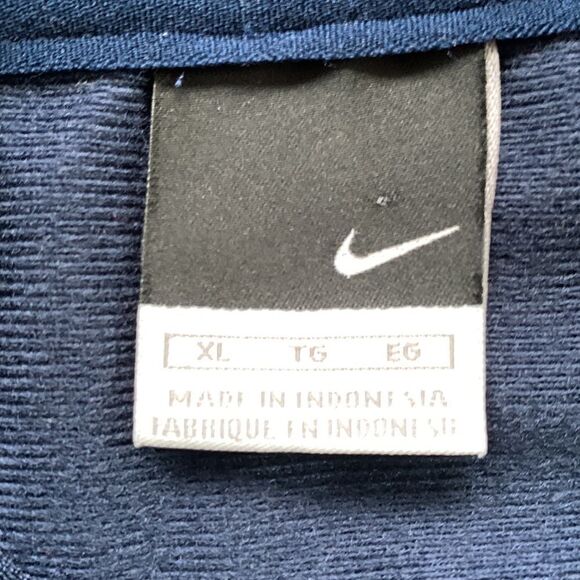 XL TG EG
MADE IN INDONESIA
FABRIQUE EN INDONESIE